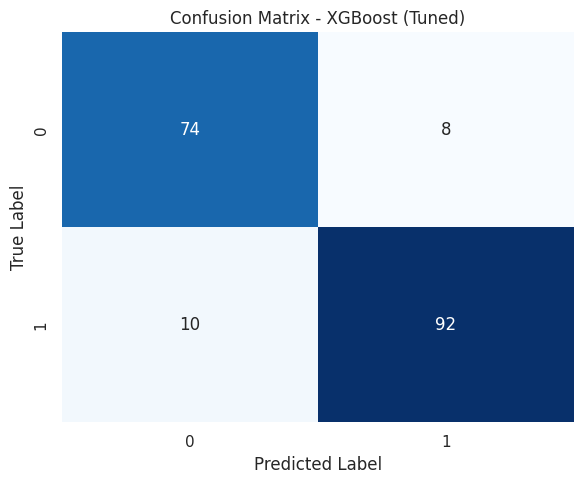 Confusion Matrix - XGBoost (Tuned)
True Label
0
74
8
1
10
92
0
1
Predicted Label